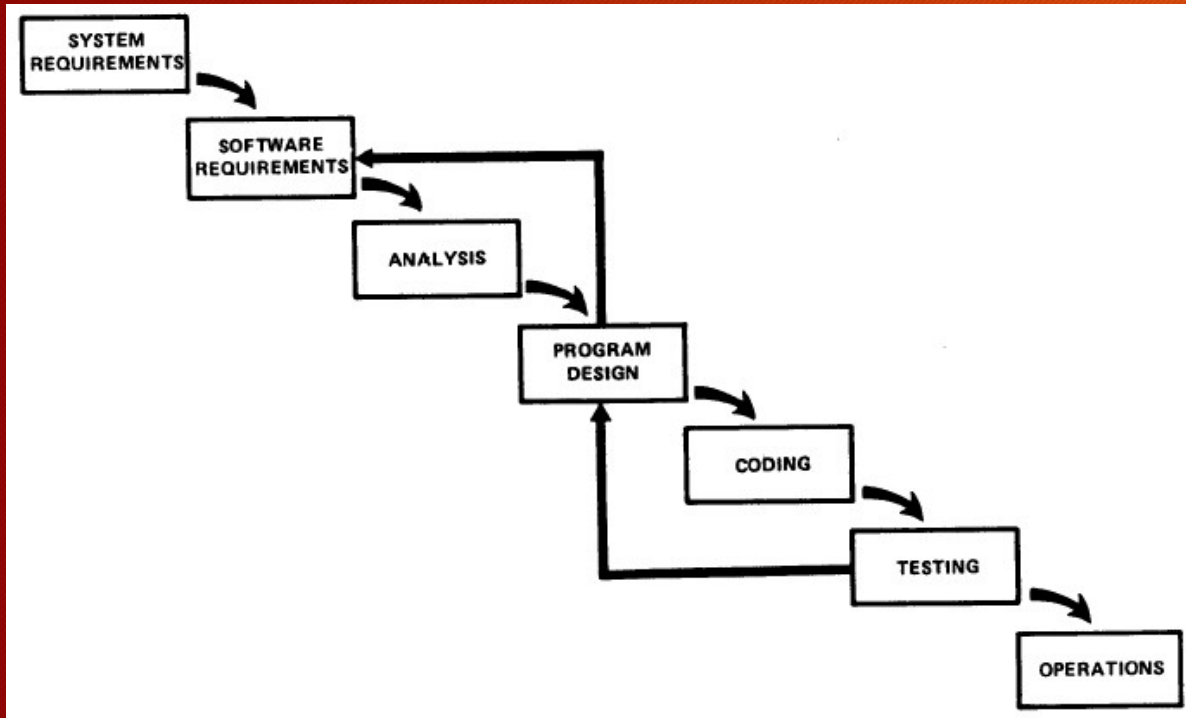 SYSTEM
REQUIREMENTS
SOFTWARE
REQUIREMENTS
ANALYSIS
PROGRAM
DESIGN
CODING
TESTING
OPERATIONS